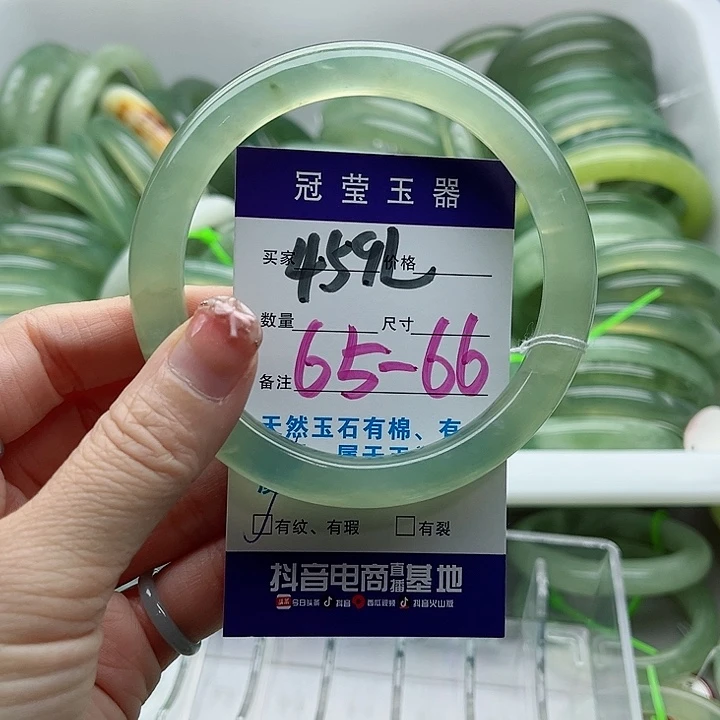 冠莹玉器
买家 459L 价格
数量 尺寸
备注 65-66
天然玉石有棉、有
有纹、有瑕 有裂
抖音电商直播基地
今日头条 抖音 西瓜视频 抖音火山版